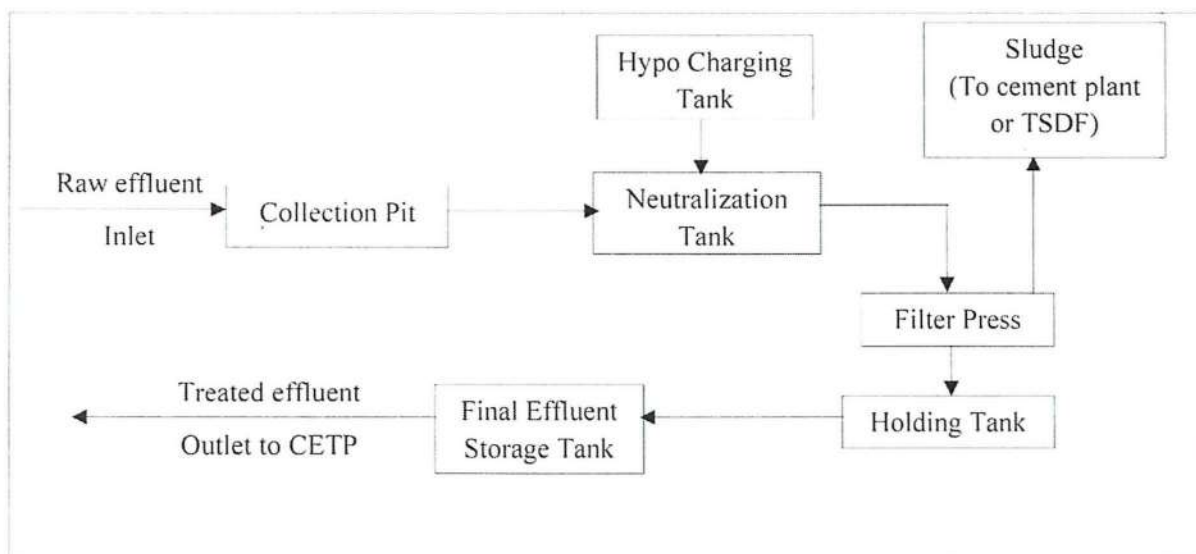 Hypo Charging
Tank
Sludge
(To cement plant
or TSDF)
Raw effluent
Inlet
Collection Pit
Neutralization
Tank
Filter Press
Treated effluent
Outlet to CETP
Final Effluent
Storage Tank
Holding Tank